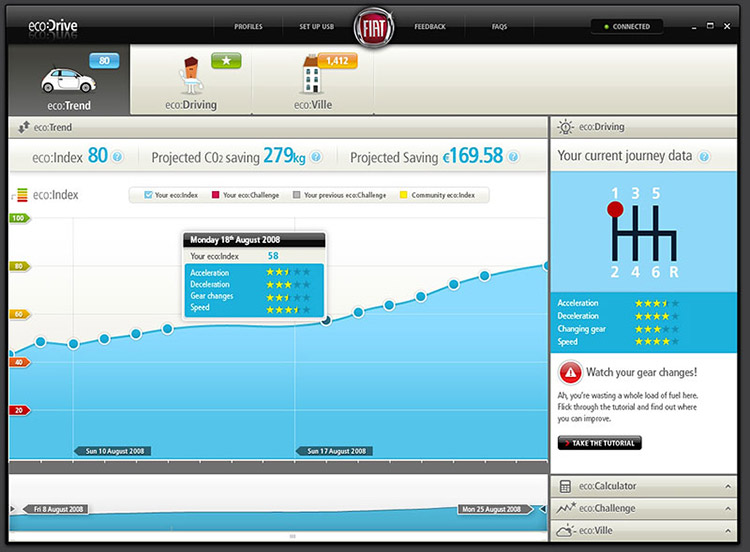 eco:Drive
PROFILES
SET UP USB
FIAT
FEEDBACK
FAQS
CONNECTED
80
eco:Trend
eco:Driving
1,412
eco:Ville
eco:Trend
eco:Index 80 ?
Projected CO2 saving 279kg ?
Projected Saving €169.58 ?
eco:Index
Your eco:Index
Your eco:Challenge
Your previous eco:Challenge
Community eco:Index
100
80
60
40
20
Monday 18th August 2008
Your eco:Index 58
Acceleration
Deceleration
Gear changes
Speed
Sun 10 August 2008
Sun 17 August 2008
Fri 8 August 2008
Mon 25 August 2008
eco:Driving
Your current journey data ?
1 3 5
2 4 6 R
Acceleration
Deceleration
Changing gear
Speed
Watch your gear changes!
Ah, you're wasting a whole load of fuel here.
Flick through the tutorial and find out where
you can improve.
TAKE THE TUTORIAL
eco:Calculator
eco:Challenge
eco:Ville